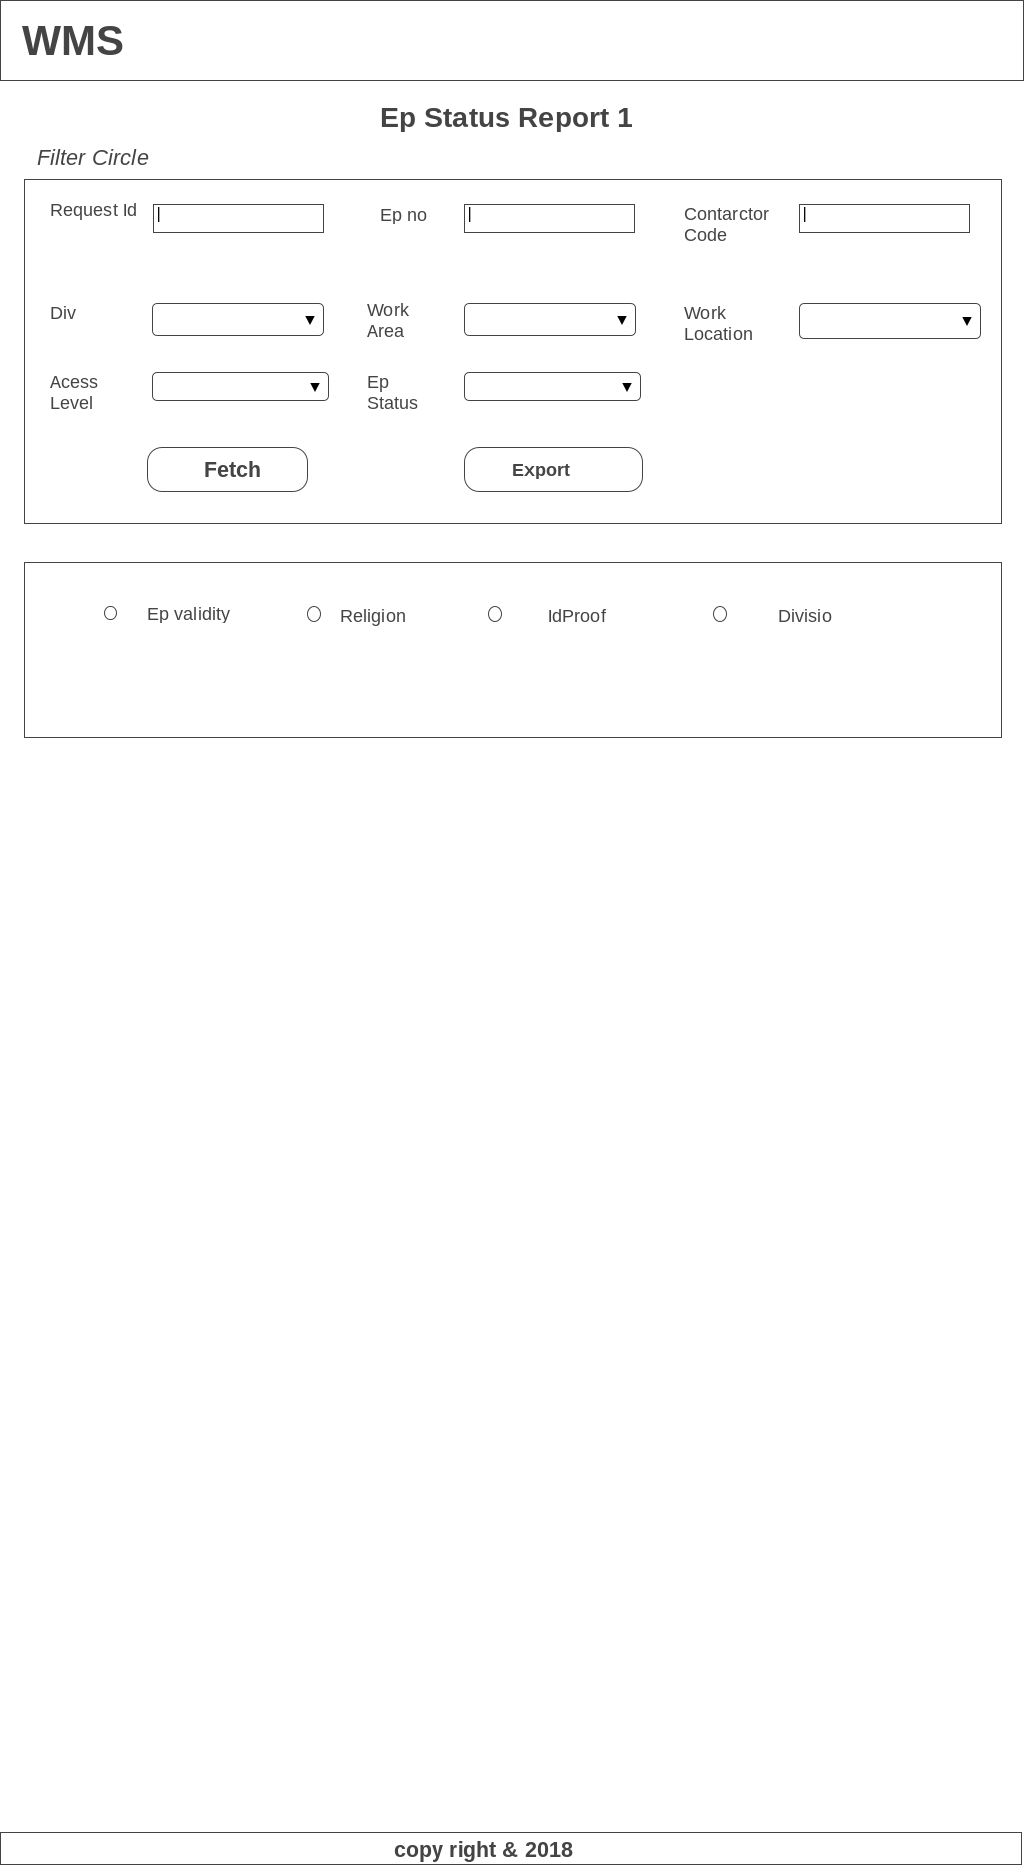 WMS
Ep Status Report 1
Filter Circle
Request Id
Ep no
Contarctor
Code
Div
Work
Area
Work
Location
Acess
Level
Ep
Status
Fetch
Export
Ep validity
Religion
IdProof
Divisio
copy right & 2018